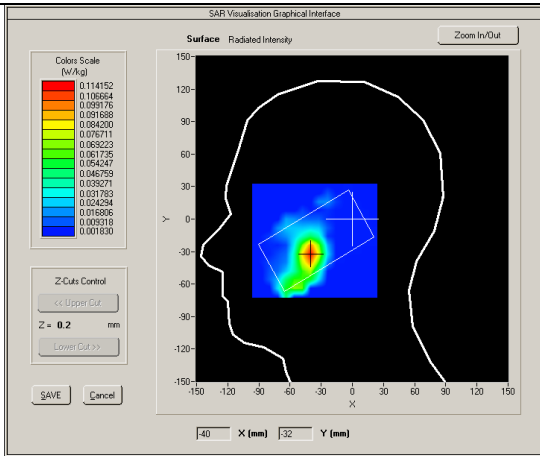 SAR Visualisation Graphical Interface
Surface Radiated Intensity
Zoom In/Out
Colors Scale
(W/kg)
0.114152
0.106664
0.099176
0.091688
0.084200
0.076711
0.069223
0.061735
0.054247
0.046759
0.039271
0.031783
0.024294
0.016806
0.009318
0.001830
150
120
90
60
30
0
-30
-60
-90
-120
-150
Y
-150 -120 -90 -60 -30 0 30 60 90 120 150
X
Z-Cuts Control
<< Upper Cut
Z = 0.2 mm
Lower Cut >>
SAVE Cancel
-40 X (mm) -32 Y (mm)